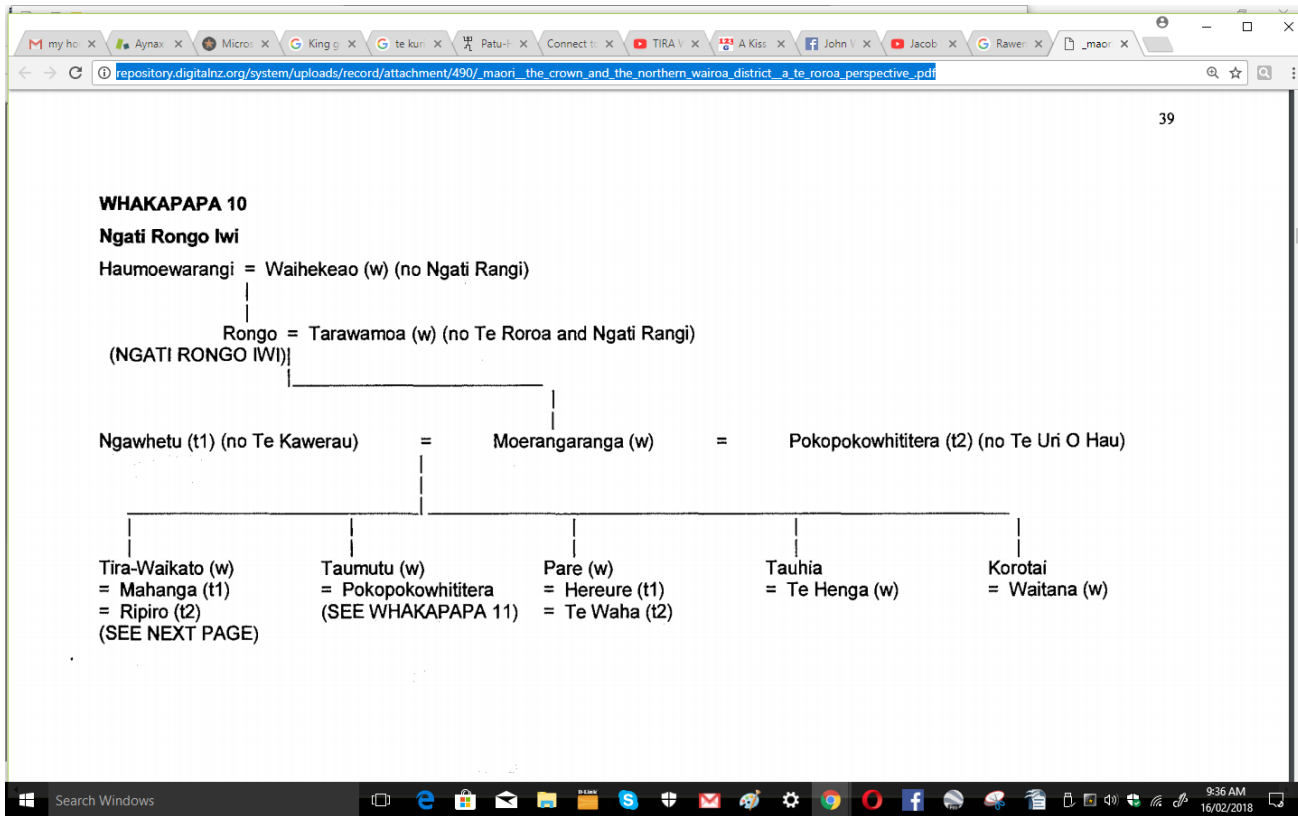 my ho
Aynax
Micros
King g
te kun
Patu-H
Connect to
TIRA V
A Kiss
John V
Jacob
Rawen
_maor
repository.digitalnz.org/system/uploads/record/attachment/490/_maori__the_crown_and_the_northern_wairoa_district__a_te_roroa_perspective_.pdf
39
WHAKAPAPA 10
Ngati Rongo Iwi
Haumoewarangi = Waihekeao (w) (no Ngati Rangi)
Rongo = Tarawamoa (w) (no Te Roroa and Ngati Rangi)
(NGATI RONGO IWI)
Ngawhetu (t1) (no Te Kawerau) = Moerangaranga (w) = Pokopokowhititera (t2) (no Te Uri O Hau)
Tira-Waikato (w) Taumutu (w) Pare (w) Tauhia Korotai
= Mahanga (t1) = Pokopokowhititera = Hereure (t1) = Te Henga (w) = Waitana (w)
= Ripiro (t2) (SEE WHAKAPAPA 11) = Te Waha (t2)
(SEE NEXT PAGE)
Search Windows
D-Link
9:36 AM
16/02/2018